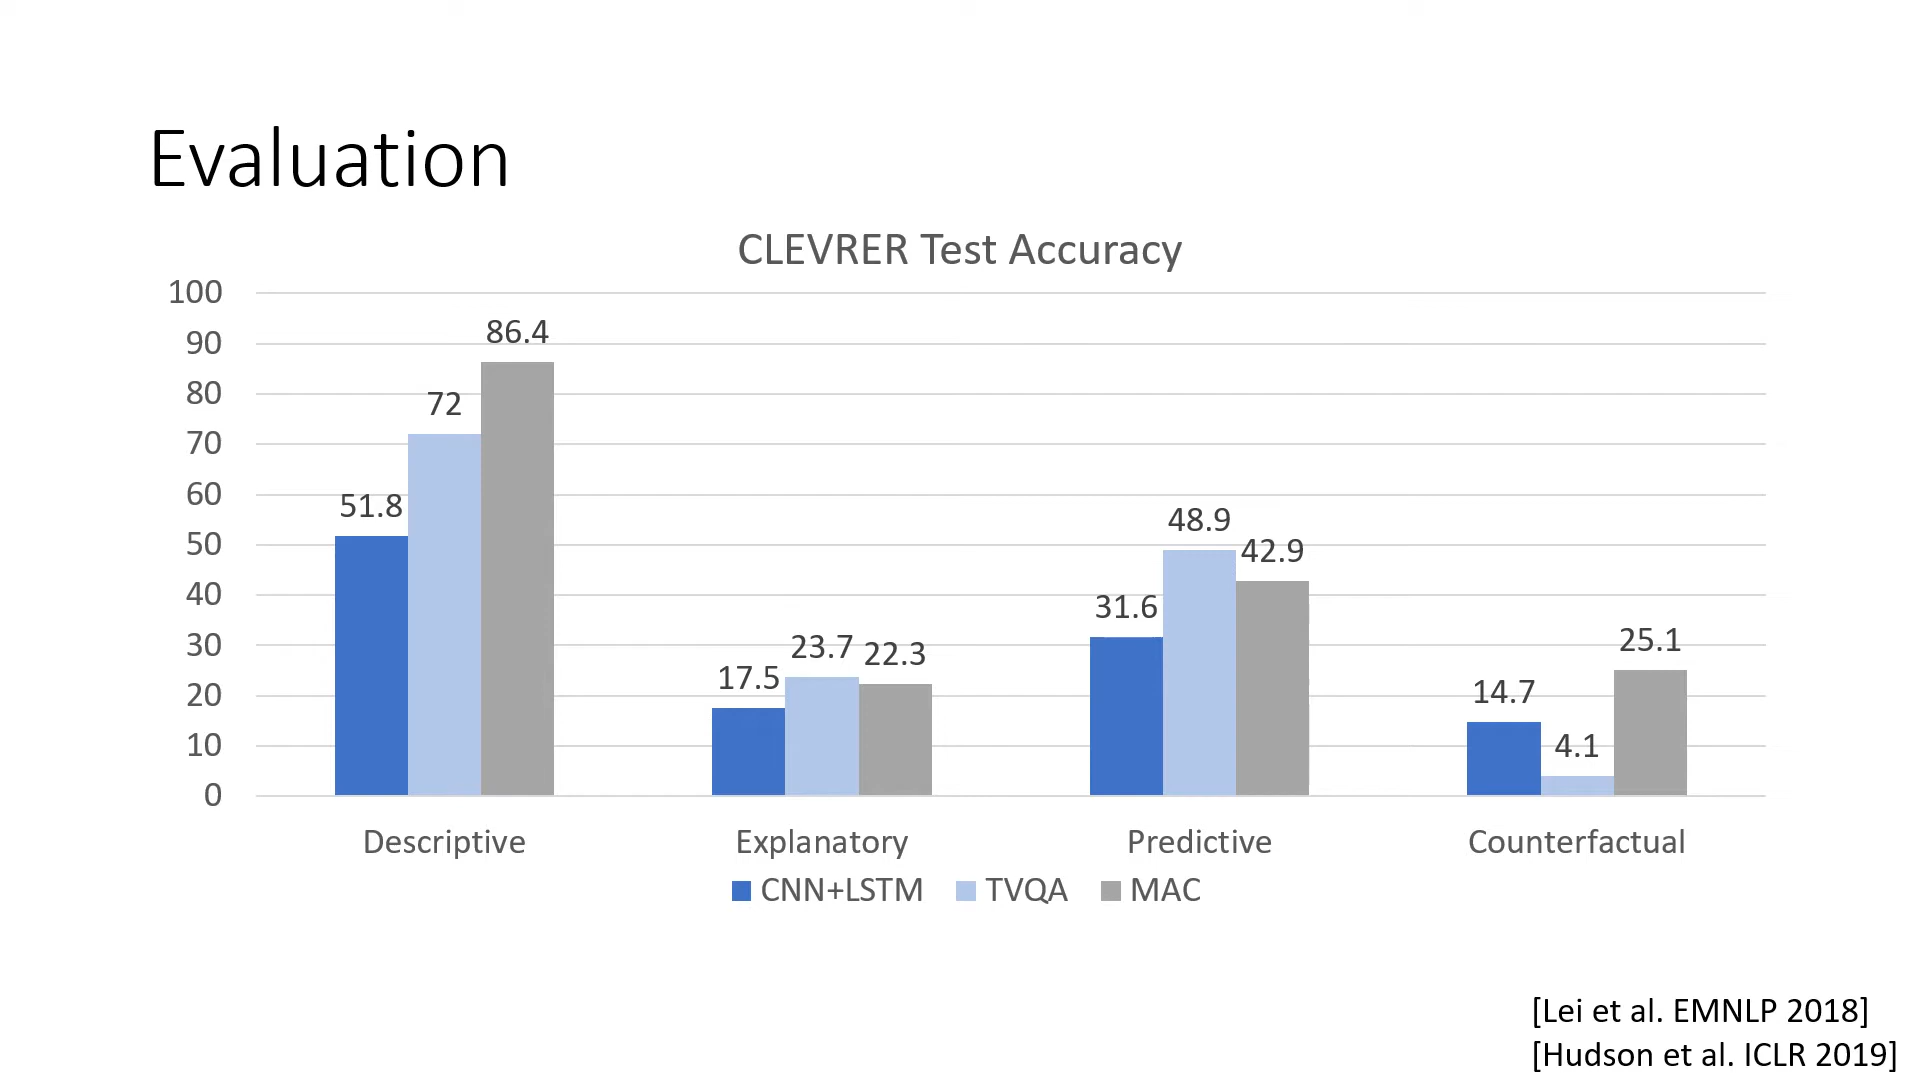 Evaluation
CLEVRER Test Accuracy
100
90
80
70
60
50
40
30
20
10
0
51.8
72
86.4
17.5
23.7
22.3
31.6
48.9
42.9
14.7
4.1
25.1
Descriptive
Explanatory
Predictive
Counterfactual
CNN+LSTM
TVQA
MAC
[Lei et al. EMNLP 2018]
[Hudson et al. ICLR 2019]